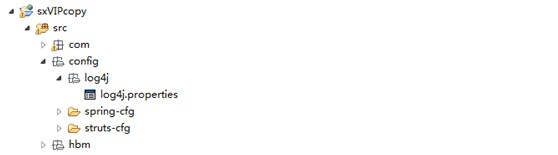 sxVIPcopy
src
com
config
log4j
log4j.properties
spring-cfg
struts-cfg
hbm